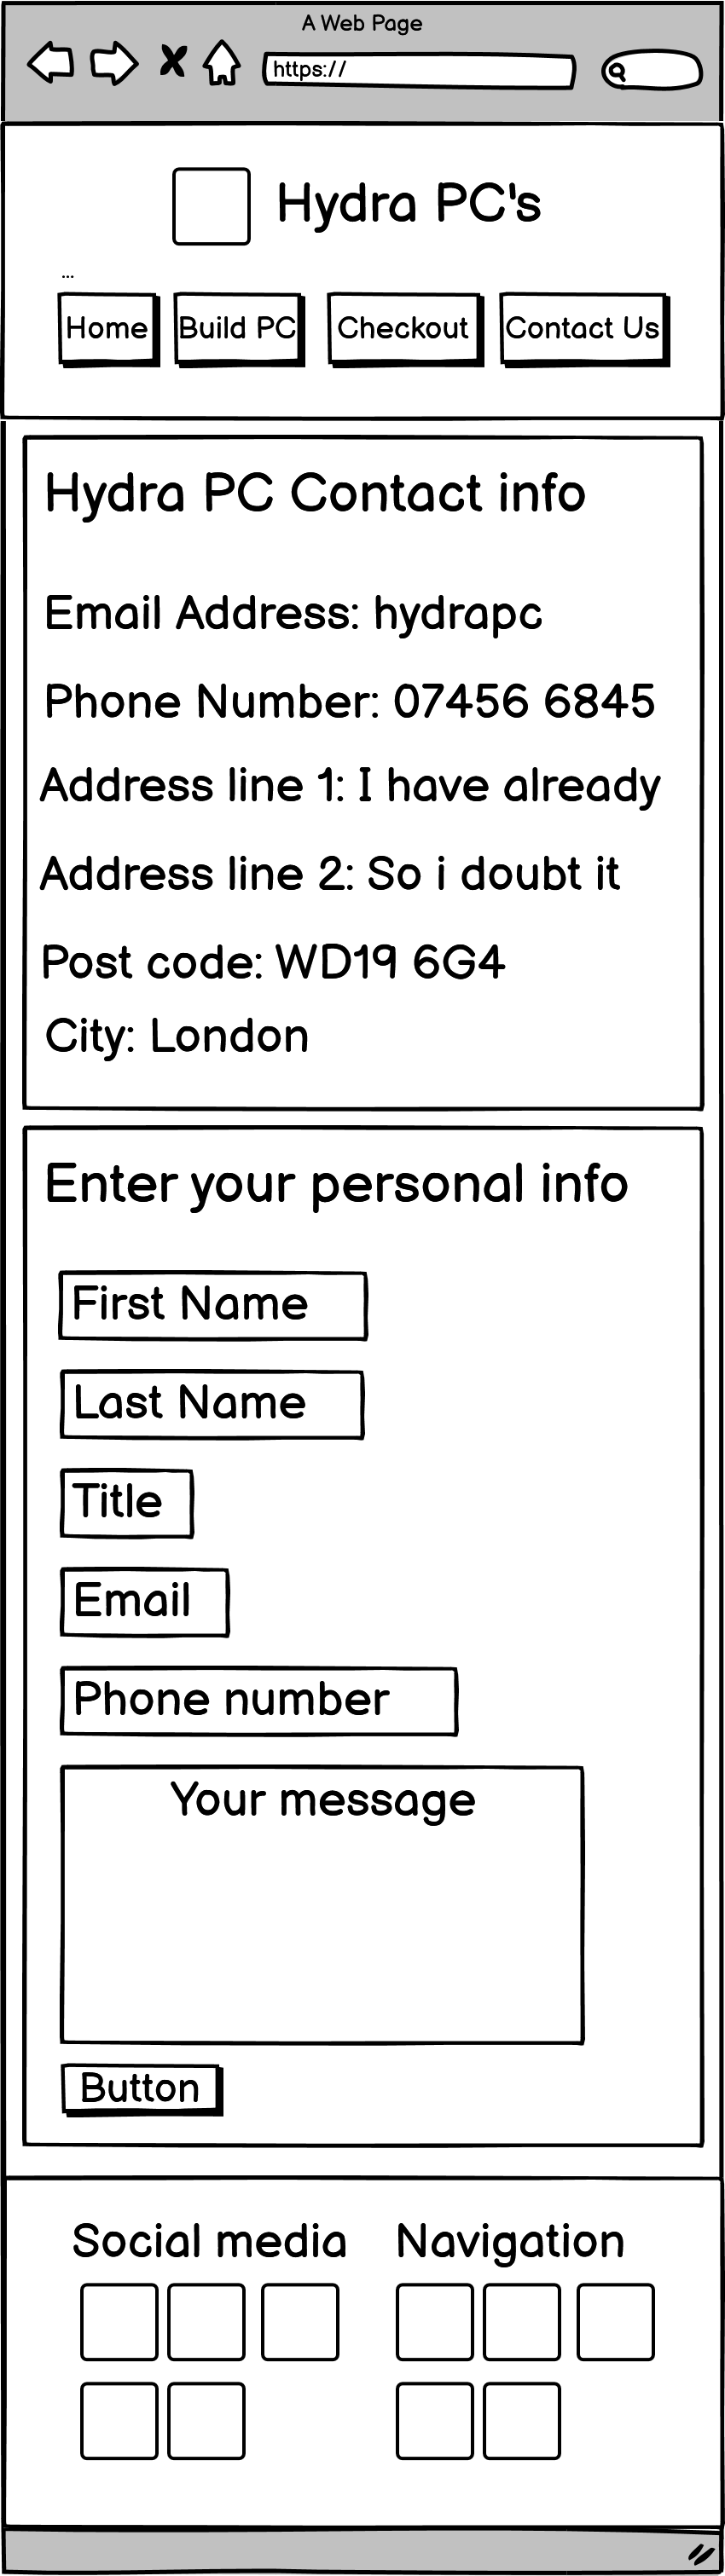 A Web Page
https://
Hydra PC's
...
Home Build PC Checkout Contact Us
Hydra PC Contact info
Email Address: hydrapc
Phone Number: 07456 6845
Address line 1: I have already
Address line 2: So i doubt it
Post code: WD19 6G4
City: London
Enter your personal info
First Name
Last Name
Title
Email
Phone number
Your message
Button
Social media Navigation